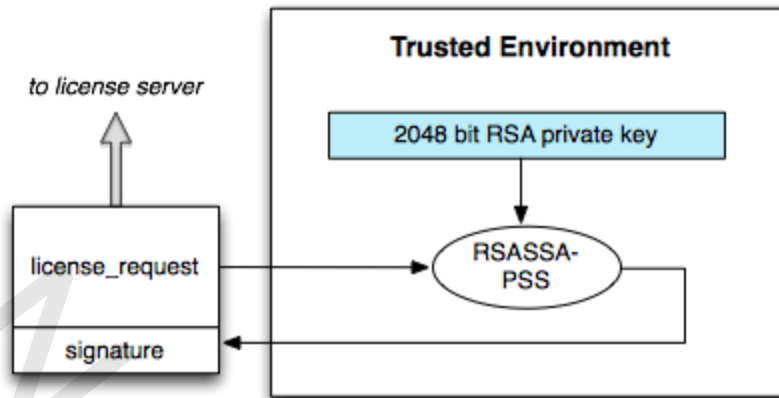 Trusted Environment
to license server
2048 bit RSA private key
license_request
RSASSA-
PSS
signature